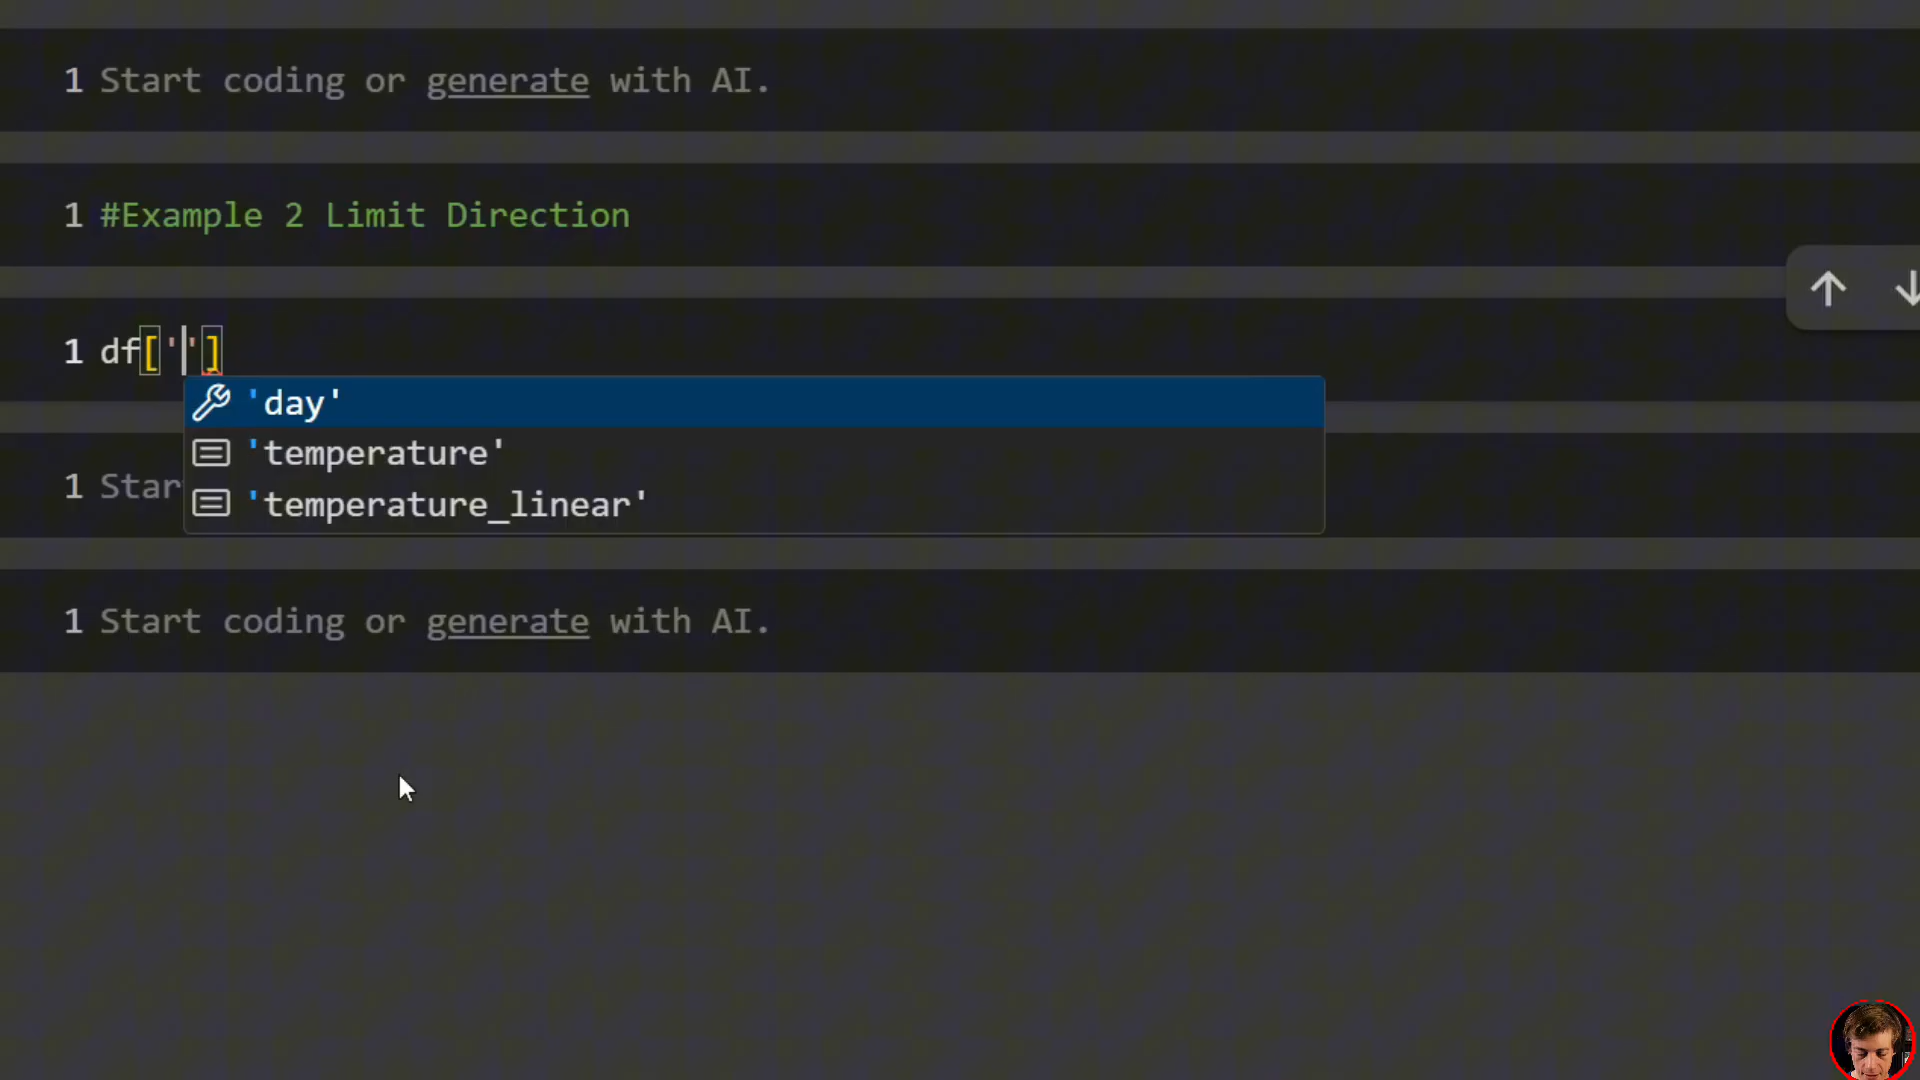 1 Start coding or generate with AI.
1 #Example 2 Limit Direction
1 df['']
'day'
'temperature'
1 Star
'temperature_linear'
1 Start coding or generate with AI.